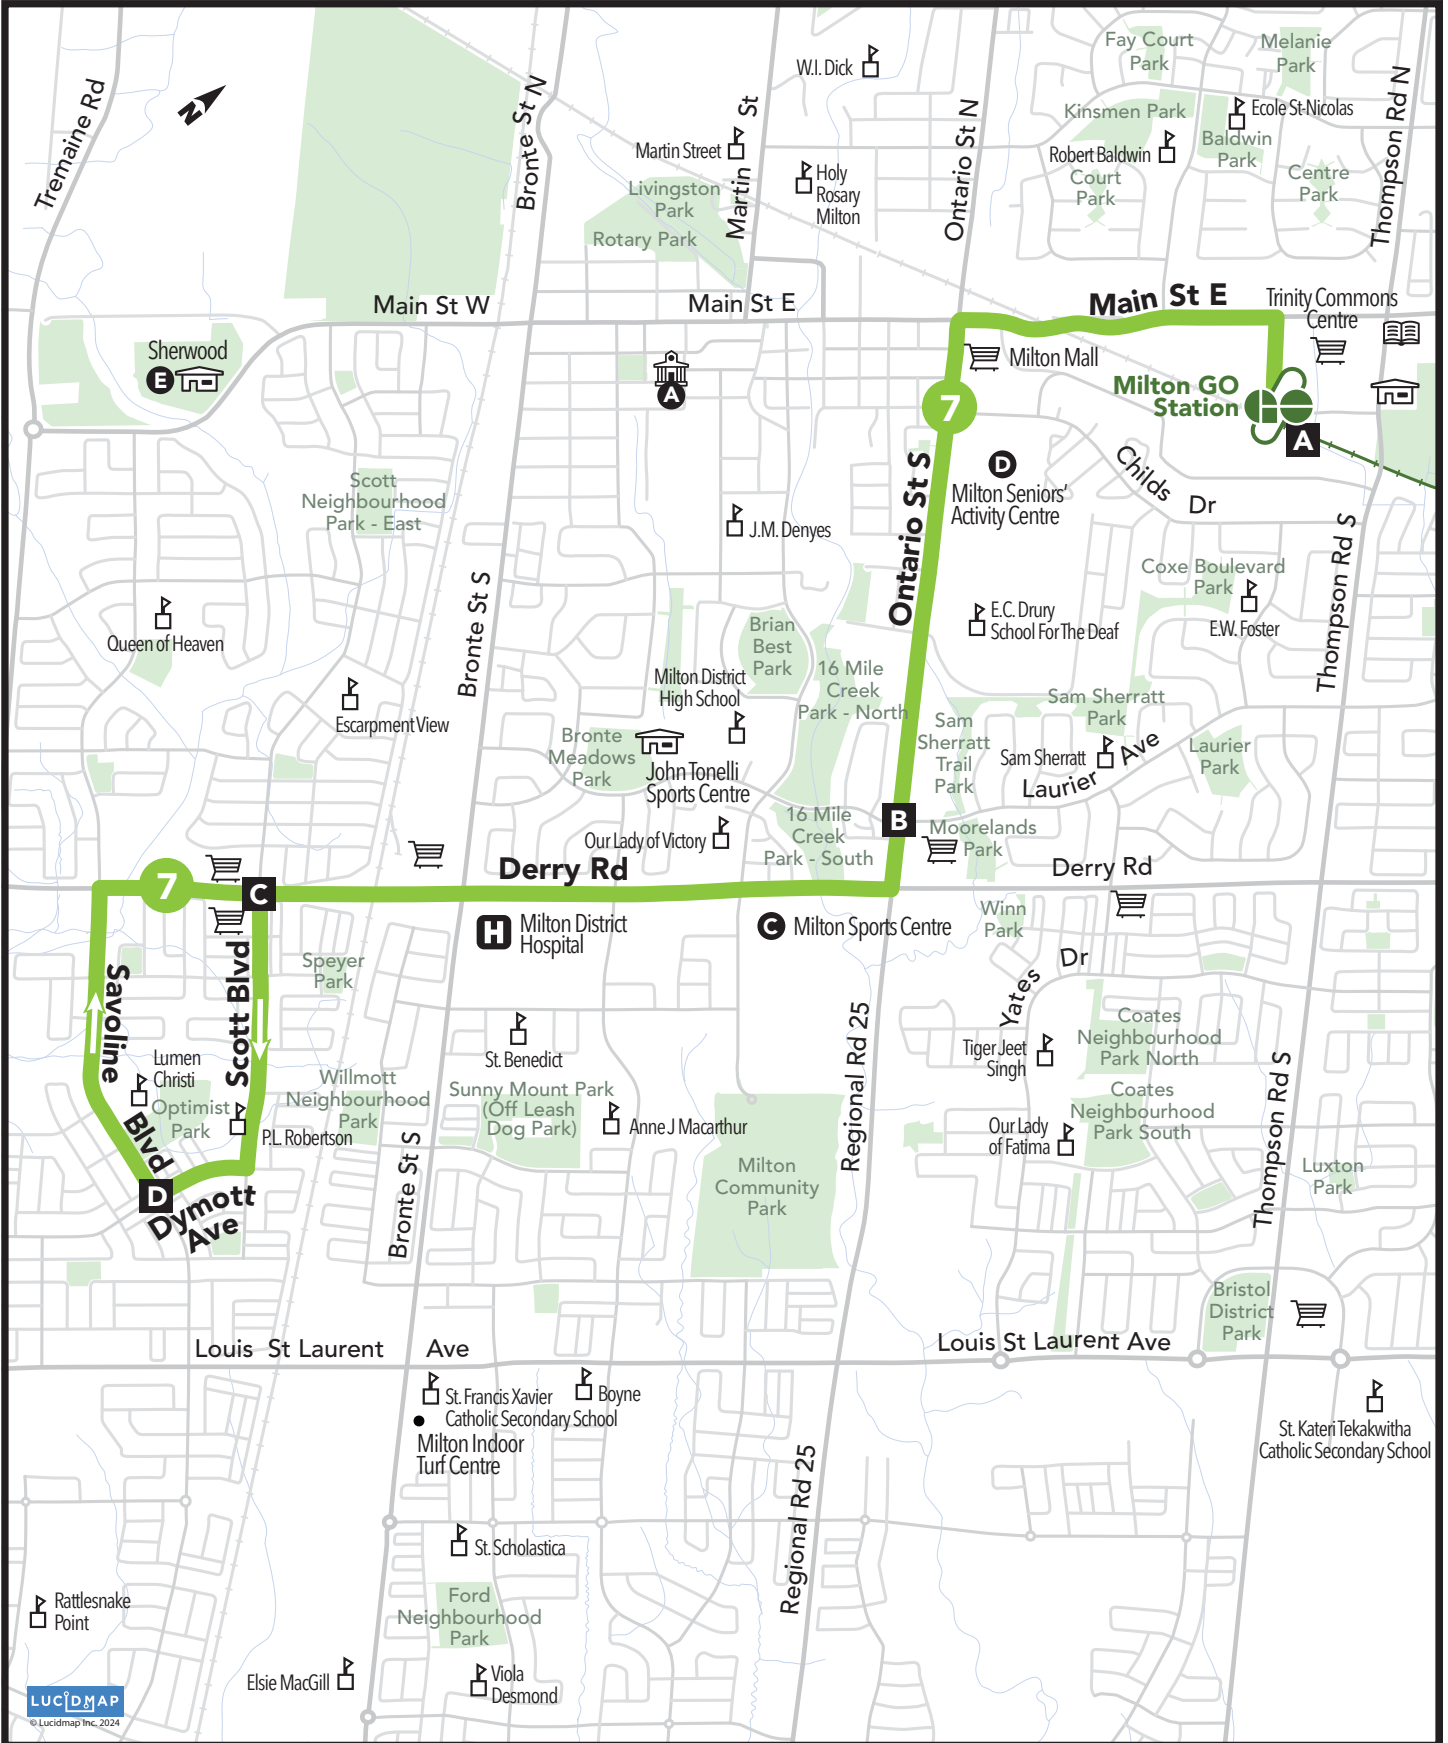 Tremaine Rd
N
Bronte St N
Martin St
W.I. Dick
Martin Street
Holy
Rosary
Milton
Livingston
Park
Rotary Park
Ontario St N
Fay Court
Park
Melanie
Park
Kinsmen Park
Ecole St-Nicolas
Robert Baldwin
Baldwin
Park
Court
Park
Centre
Park
Thompson Rd N
Main St W
Main St E
Main St E
Trinity Commons
Centre
Sherwood
E
A
Milton Mall
Milton GO
Station
A
7
D
Milton Seniors'
Activity Centre
Childs Dr
Scott
Neighbourhood
Park - East
J.M. Denyes
Ontario St S
Thompson Rd S
Coxe Boulevard
Park
E.W. Foster
E.C. Drury
School For The Deaf
Queen of Heaven
Bronte St S
Brian
Best
Park
Milton District
High School
16 Mile
Creek
Park - North
Escarpment View
Bronte
Meadows
Park
John Tonelli
Sports Centre
Sam
Sherratt
Trail
Park
Sam Sherratt
Park
Sam Sherratt
Laurier Ave
Laurier
Park
Our Lady of Victory
16 Mile
Creek
Park - South
B
Moorelands
Park
Derry Rd
Derry Rd
7
C
H
Milton District
Hospital
C
Milton Sports Centre
Winn
Park
Yates Dr
Speyer
Park
Savoline Blvd
Scott Blvd
Lumen
Christi
Optimist
Park
P.L. Robertson
D
Dymott
Ave
Willmott
Neighbourhood
Park
St. Benedict
Sunny Mount Park
(Off Leash
Dog Park)
Anne J Macarthur
Milton
Community
Park
Bronte St S
Regional Rd 25
Tiger Jeet
Singh
Coates
Neighbourhood
Park North
Coates
Neighbourhood
Park South
Our Lady
of Fatima
Thompson Rd S
Luxton
Park
Bristol
District
Park
Louis St Laurent Ave
Louis St Laurent Ave
St. Francis Xavier
Catholic Secondary School
Boyne
Milton Indoor
Turf Centre
St. Kateri Tekakwitha
Catholic Secondary School
Regional Rd 25
St. Scholastica
Ford
Neighbourhood
Park
Rattlesnake
Point
Elsie MacGill
Viola
Desmond
LUCIDMAP
© Lucidmap Inc. 2024